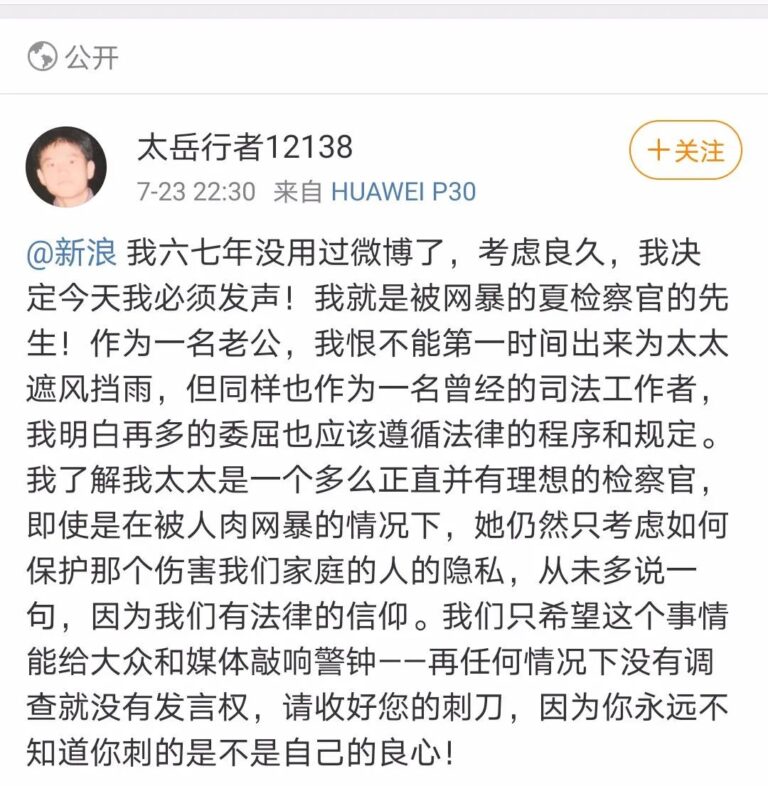 公开
太岳行者12138
+关注
7-23 22:30 来自 HUAWEI P30
@新浪 我六七年没用过微博了，考虑良久，我决
定今天我必须发声！我就是被网暴的夏检察官的先
生！作为一名老公，我恨不能第一时间出来为太太
遮风挡雨，但同样也作为一名曾经的司法工作者，
我明白再多的委屈也应该遵循法律的程序和规定。
我了解我太太是一个多么正直并有理想的检察官，
即使是在被人肉网暴的情况下，她仍然只考虑如何
保护那个伤害我们家庭的人的隐私，从未多说一
句，因为我们有法律的信仰。我们只希望这个事情
能给大众和媒体敲响警钟——再任何情况下没有调
查就没有发言权，请收好您的刺刀，因为你永远不
知道你刺的是不是自己的良心！